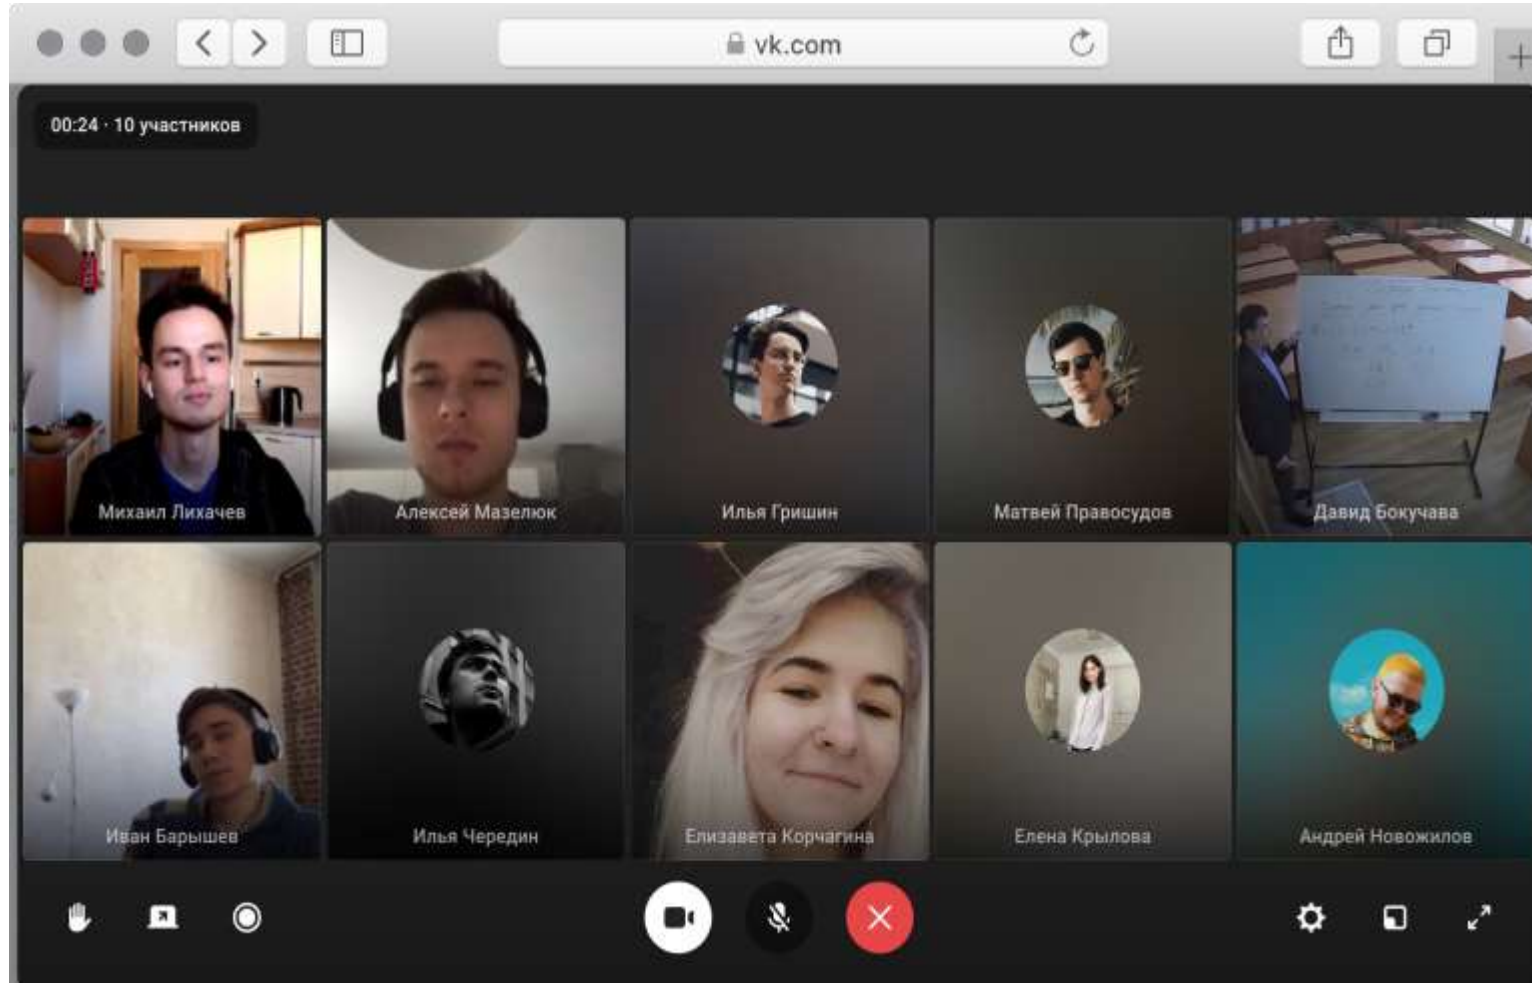 vk.com
00:24 · 10 участников
Михаил Лихачев
Алексей Мазелюк
Илья Гришин
Матвей Правосудов
Давид Бокучава
Иван Барышев
Илья Чередин
Елизавета Корчагина
Елена Крылова
Андрей Новожилов